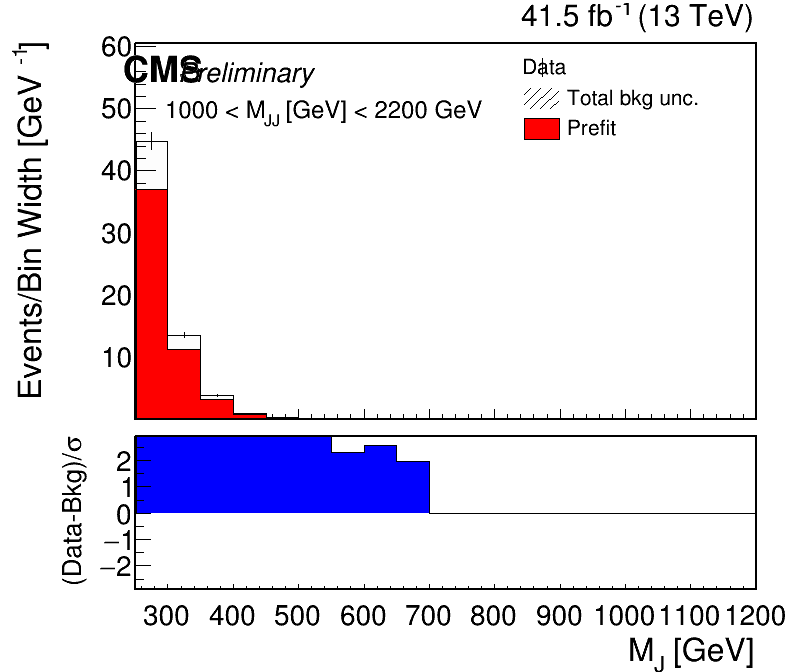 41.5 fb⁻¹ (13 TeV)
CMS Preliminary
1000 < M_JJ [GeV] < 2200 GeV
Data
Total bkg unc.
Prefit
Events/Bin Width [GeV⁻¹]
60
50
40
30
20
10
(Data-Bkg)/σ
2
1
0
−1
−2
300 400 500 600 700 800 900 1000 1100 1200
M_J [GeV]